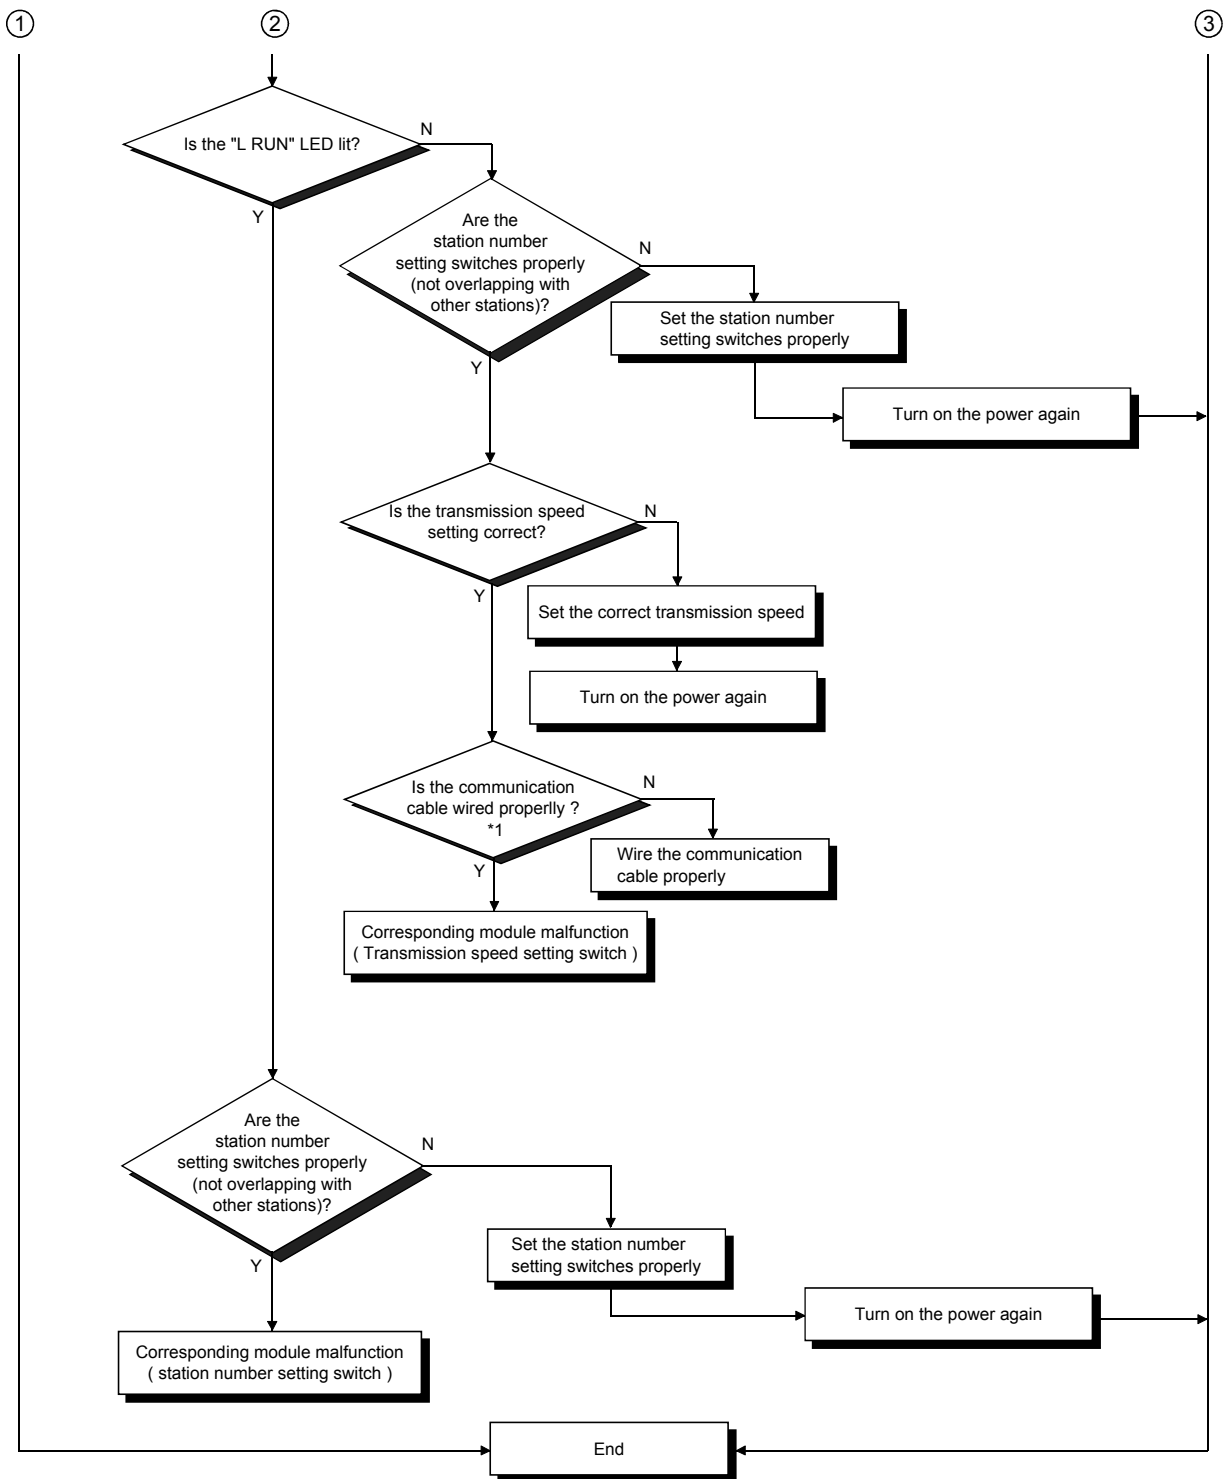 1
2
3
Is the "L RUN" LED lit?
N
Y
Are the
station number
setting switches properly
(not overlapping with
other stations)?
N
Y
Set the station number
setting switches properly
Turn on the power again
Is the transmission speed
setting correct?
N
Y
Set the correct transmission speed
Turn on the power again
Is the communication
cable wired properlly ?
*1
N
Y
Wire the communication
cable properly
Corresponding module malfunction
( Transmission speed setting switch )
Are the
station number
setting switches properly
(not overlapping with
other stations)?
N
Y
Set the station number
setting switches properly
Turn on the power again
Corresponding module malfunction
( station number setting switch )
End